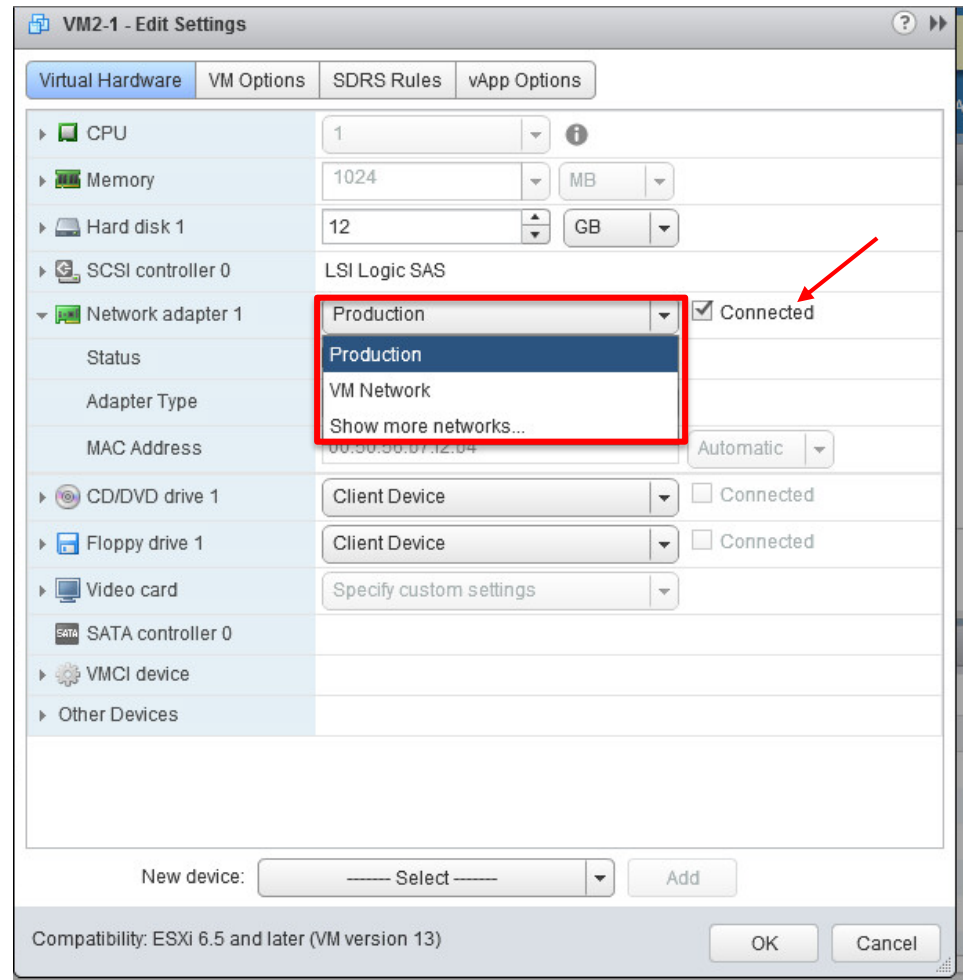 VM2-1 - Edit Settings
?
Virtual Hardware VM Options SDRS Rules vApp Options
CPU 1
Memory 1024 MB
Hard disk 1 12 GB
SCSI controller 0 LSI Logic SAS
Network adapter 1 Production Connected
Status Production
VM Network
Adapter Type
Show more networks...
MAC Address Automatic
CD/DVD drive 1 Client Device Connected
Floppy drive 1 Client Device Connected
Video card Specify custom settings
SATA SATA controller 0
VMCI device
Other Devices
New device: ------- Select ------- Add
Compatibility: ESXi 6.5 and later (VM version 13) OK Cancel